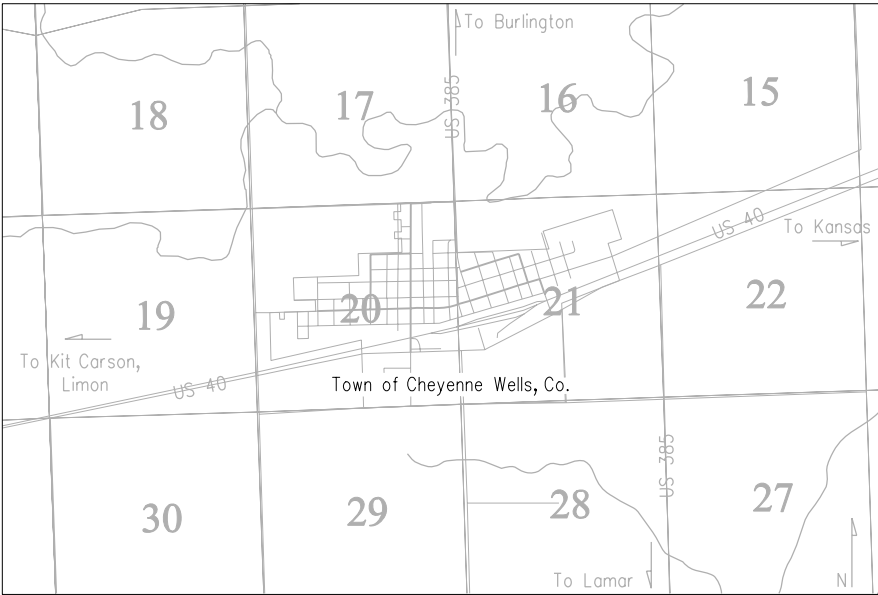 To Burlington
US 385
18
17
16
15
US 40
To Kansas
19
20
21
22
To Kit Carson,
Limon
US 40
Town of Cheyenne Wells, Co.
US 385
30
29
28
27
To Lamar
N